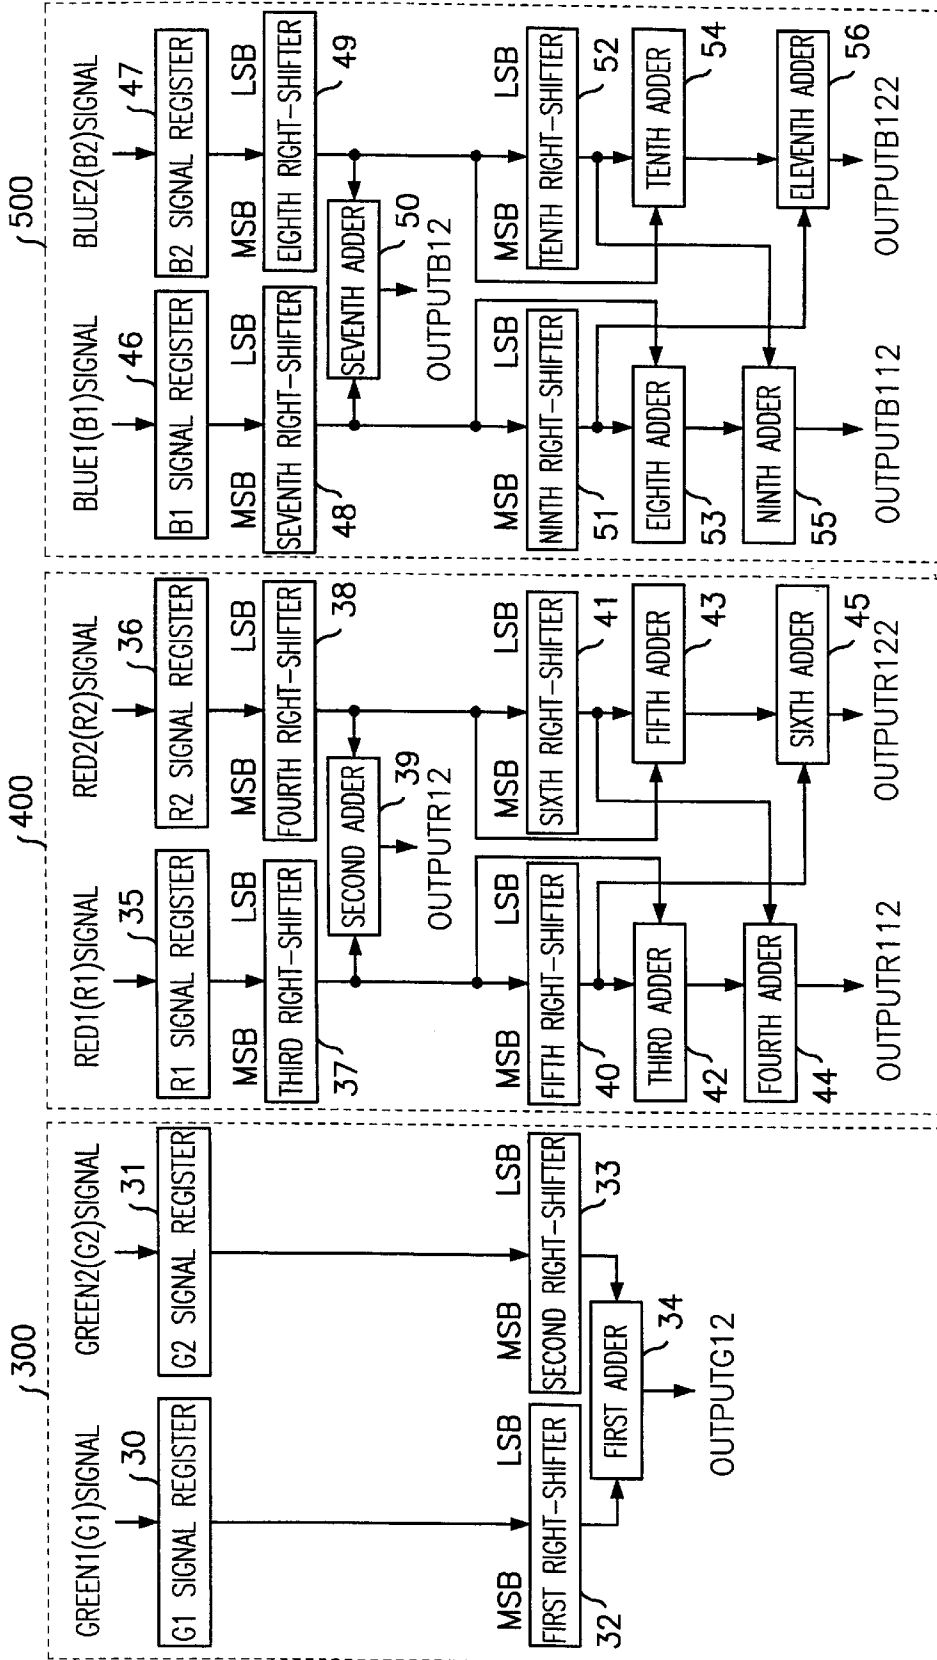 300
GREEN1(G1)SIGNAL
GREEN2(G2)SIGNAL
30
31
G1 SIGNAL REGISTER
G2 SIGNAL REGISTER
MSB
LSB
MSB
LSB
FIRST RIGHT-SHIFTER
SECOND RIGHT-SHIFTER
32
33
FIRST ADDER
34
OUTPUTG12
400
RED1(R1)SIGNAL
RED2(R2)SIGNAL
35
36
R1 SIGNAL REGISTER
R2 SIGNAL REGISTER
MSB
LSB
MSB
LSB
THIRD RIGHT-SHIFTER
FOURTH RIGHT-SHIFTER
37
38
SECOND ADDER
39
OUTPUTR12
MSB
LSB
MSB
LSB
FIFTH RIGHT-SHIFTER
SIXTH RIGHT-SHIFTER
40
41
THIRD ADDER
FIFTH ADDER
42
43
FOURTH ADDER
SIXTH ADDER
44
45
OUTPUTR112
OUTPUTR122
500
BLUE1(B1)SIGNAL
BLUE2(B2)SIGNAL
46
47
B1 SIGNAL REGISTER
B2 SIGNAL REGISTER
MSB
LSB
MSB
LSB
SEVENTH RIGHT-SHIFTER
EIGHTH RIGHT-SHIFTER
48
49
SEVENTH ADDER
50
OUTPUTB12
MSB
LSB
MSB
LSB
NINTH RIGHT-SHIFTER
TENTH RIGHT-SHIFTER
51
52
EIGHTH ADDER
TENTH ADDER
53
54
NINTH ADDER
ELEVENTH ADDER
55
56
OUTPUTB112
OUTPUTB122